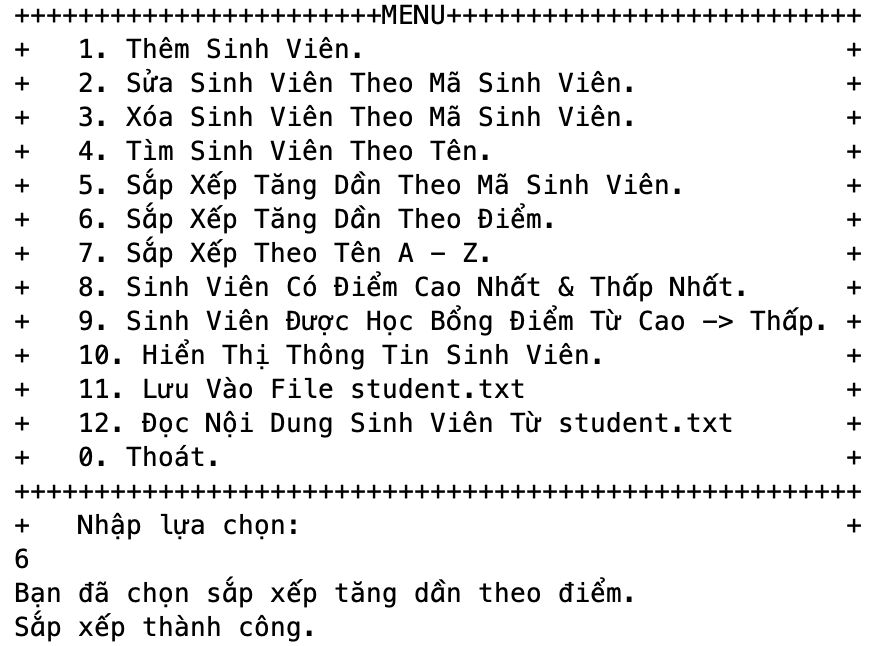 +++++++++++++++++++++++MENU++++++++++++++++++++++++++
+   1. Thêm Sinh Viên.                              +
+   2. Sửa Sinh Viên Theo Mã Sinh Viên.             +
+   3. Xóa Sinh Viên Theo Mã Sinh Viên.             +
+   4. Tìm Sinh Viên Theo Tên.                      +
+   5. Sắp Xếp Tăng Dần Theo Mã Sinh Viên.          +
+   6. Sắp Xếp Tăng Dần Theo Điểm.                  +
+   7. Sắp Xếp Theo Tên A - Z.                      +
+   8. Sinh Viên Có Điểm Cao Nhất & Thấp Nhất.      +
+   9. Sinh Viên Được Học Bổng Điểm Từ Cao -> Thấp. +
+   10. Hiển Thị Thông Tin Sinh Viên.               +
+   11. Lưu Vào File student.txt                    +
+   12. Đọc Nội Dung Sinh Viên Từ student.txt       +
+   0. Thoát.                                       +
+++++++++++++++++++++++++++++++++++++++++++++++++++++
+   Nhập lựa chọn:                                  +
6
Bạn đã chọn sắp xếp tăng dần theo điểm.
Sắp xếp thành công.